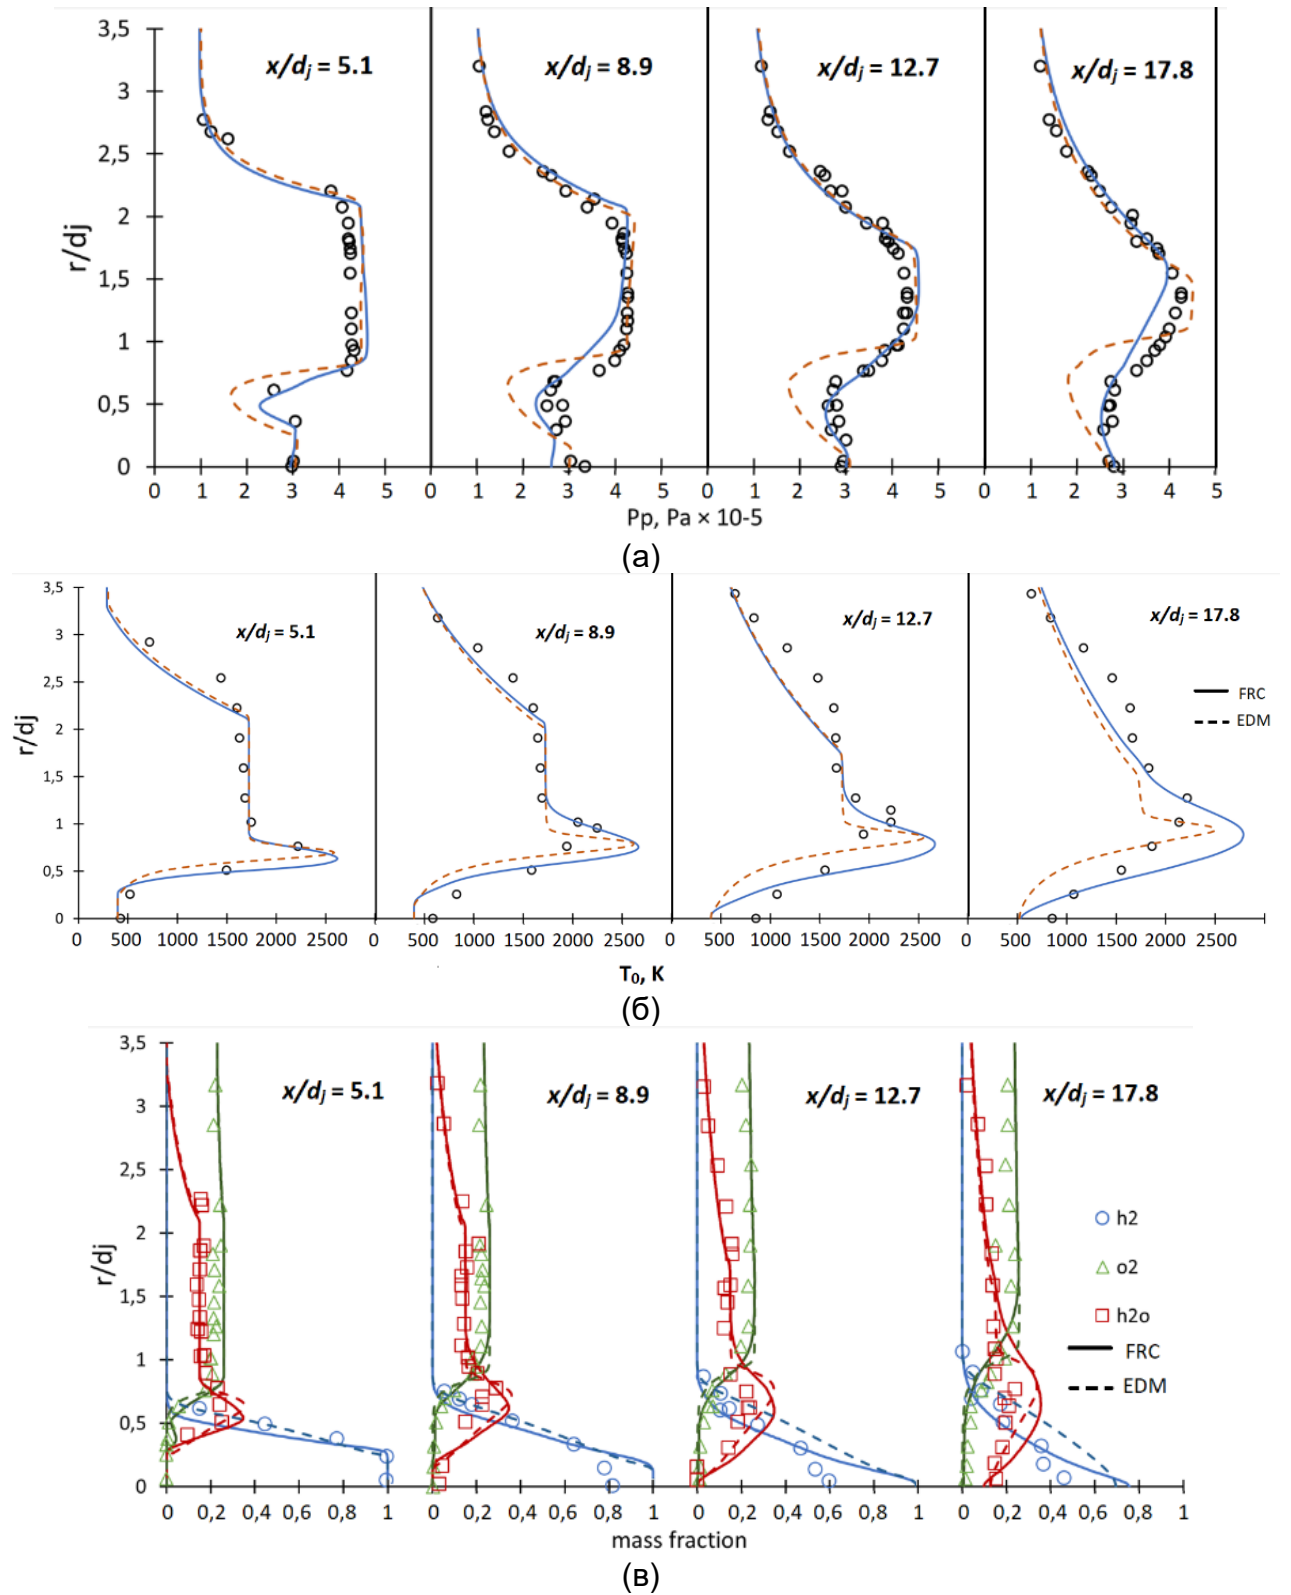 x/dj = 5.1 x/dj = 8.9 x/dj = 12.7 x/dj = 17.8
3,5
3
2,5
2
1,5
1
0,5
0
r/dj
0 1 2 3 4 5 0 1 2 3 4 5 0 1 2 3 4 5 0 1 2 3 4 5
Pp, Pa × 10-5
(а)
x/dj = 5.1 x/dj = 8.9 x/dj = 12.7 x/dj = 17.8
3,5
3
2,5
2
1,5
1
0,5
0
r/dj
FRC
EDM
0 500 1000 1500 2000 2500 0 500 1000 1500 2000 2500 0 500 1000 1500 2000 2500 0 500 1000 1500 2000 2500
T0, K
(б)
x/dj = 5.1 x/dj = 8.9 x/dj = 12.7 x/dj = 17.8
3,5
3
2,5
2
1,5
1
0,5
0
r/dj
h2
o2
h2o
FRC
EDM
0 0,2 0,4 0,6 0,8 1 0 0,2 0,4 0,6 0,8 1 0 0,2 0,4 0,6 0,8 1 0 0,2 0,4 0,6 0,8 1
mass fraction
(в)